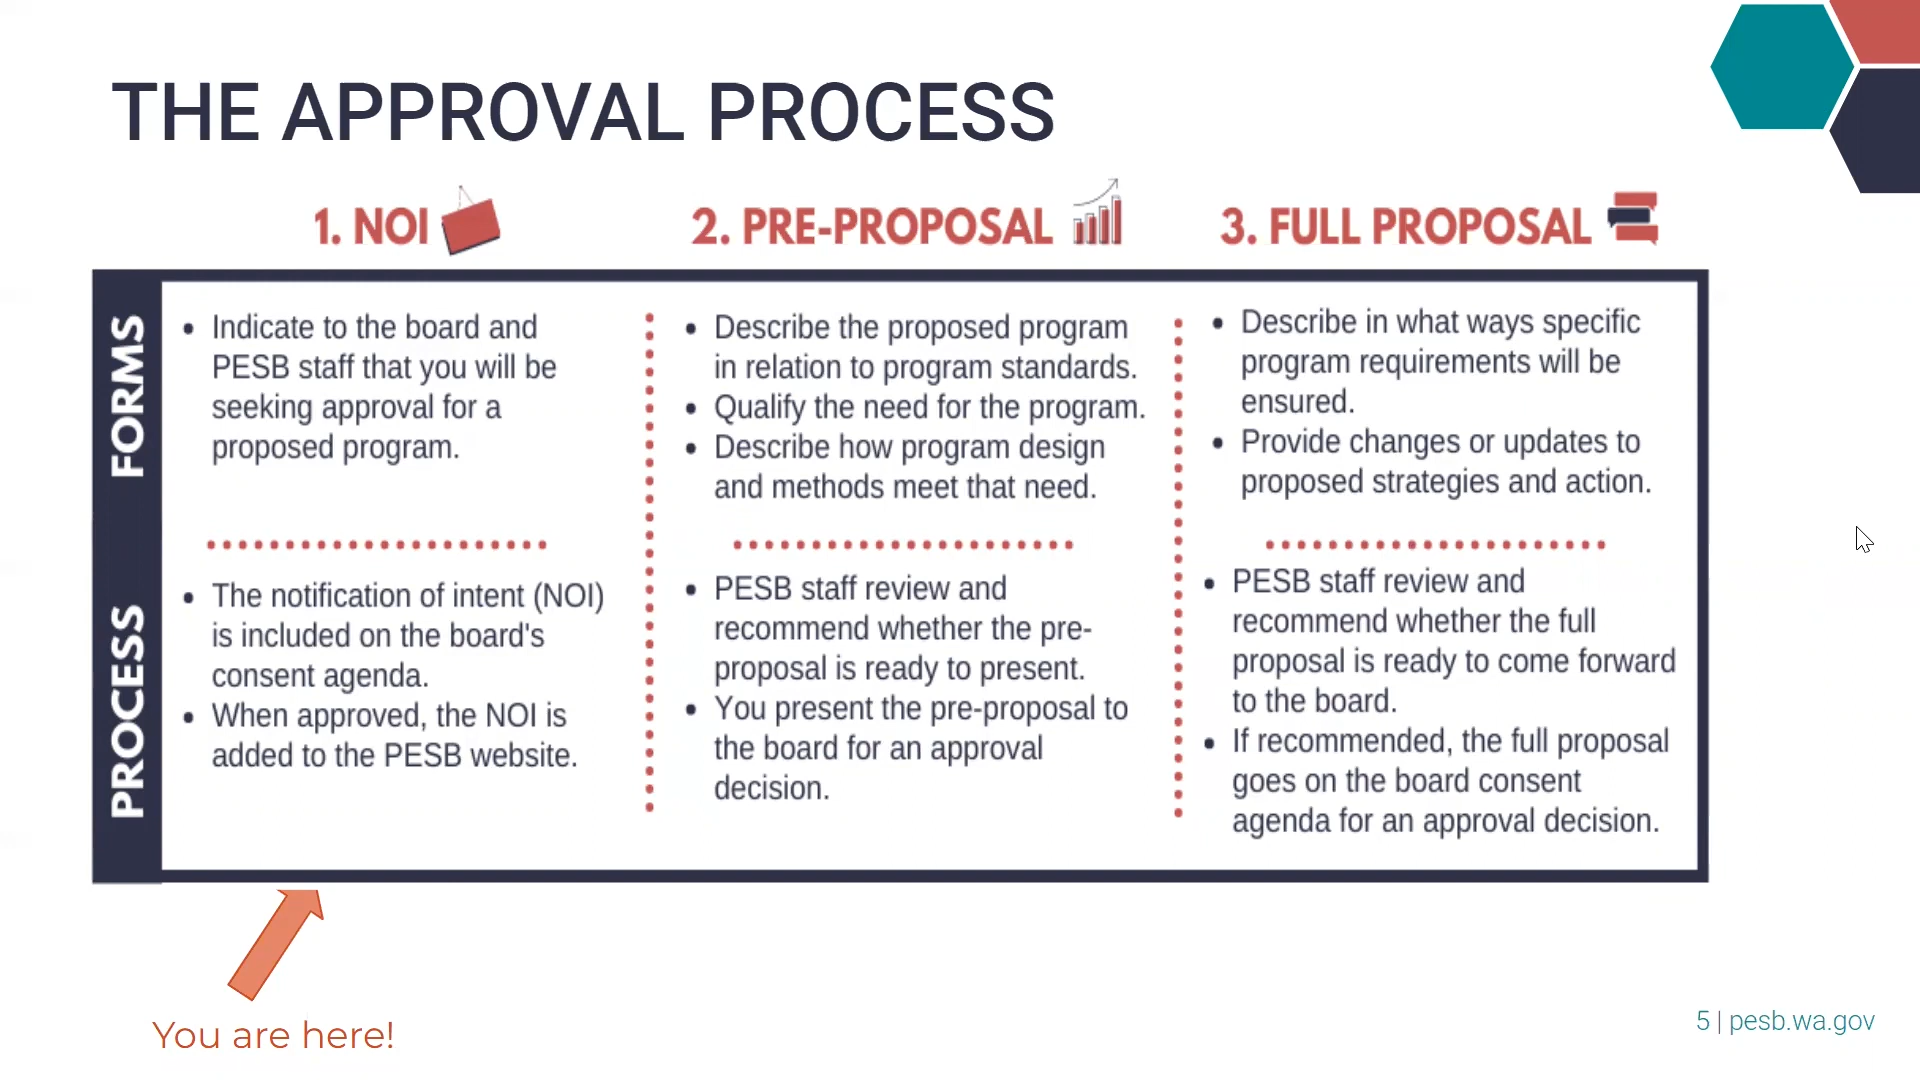 THE APPROVAL PROCESS
1. NOI
2. PRE-PROPOSAL
3. FULL PROPOSAL
FORMS
• Indicate to the board and
PESB staff that you will be
seeking approval for a
proposed program.
• Describe the proposed program
in relation to program standards.
• Qualify the need for the program.
• Describe how program design
and methods meet that need.
• Describe in what ways specific
program requirements will be
ensured.
• Provide changes or updates to
proposed strategies and action.
PROCESS
• The notification of intent (NOI)
is included on the board's
consent agenda.
• When approved, the NOI is
added to the PESB website.
• PESB staff review and
recommend whether the pre-
proposal is ready to present.
• You present the pre-proposal to
the board for an approval
decision.
• PESB staff review and
recommend whether the full
proposal is ready to come forward
to the board.
• If recommended, the full proposal
goes on the board consent
agenda for an approval decision.
You are here!
5 | pesb.wa.gov